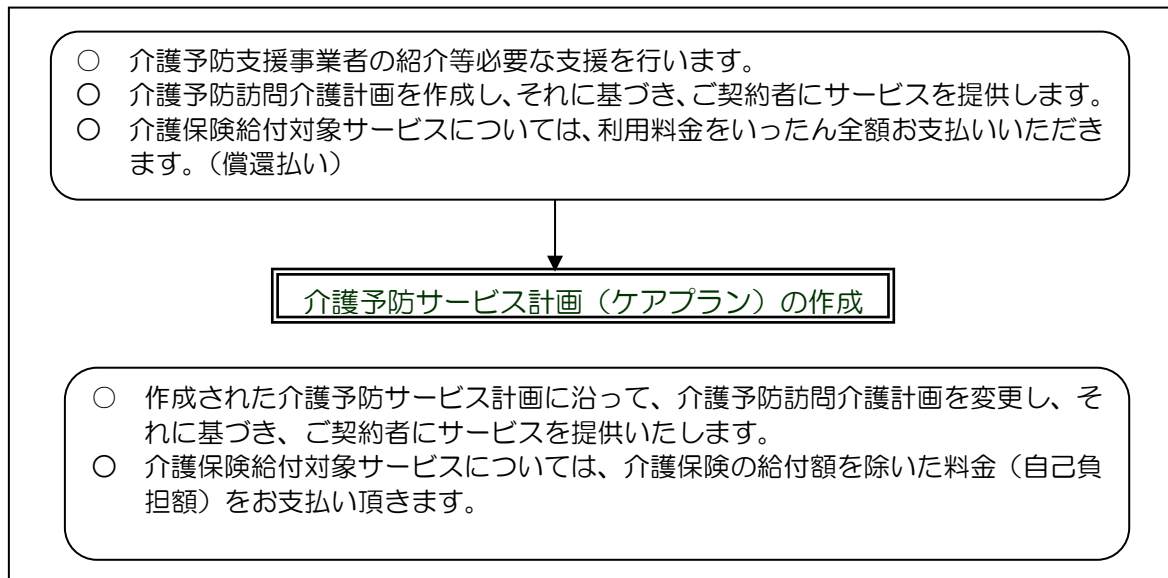 ○ 介護予防支援事業者の紹介等必要な支援を行います。
〇 介護予防訪問介護計画を作成し、それに基づき、ご契約者にサービスを提供します。
〇 介護保険給付対象サービスについては、利用料金をいったん全額お支払いいただき
ます。（償還払い）
介護予防サービス計画（ケアプラン）の作成
○ 作成された介護予防サービス計画に沿って、介護予防訪問介護計画を変更し、そ
れに基づき、ご契約者にサービスを提供いたします。
〇 介護保険給付対象サービスについては、介護保険の給付額を除いた料金（自己負
担額）をお支払い頂きます。